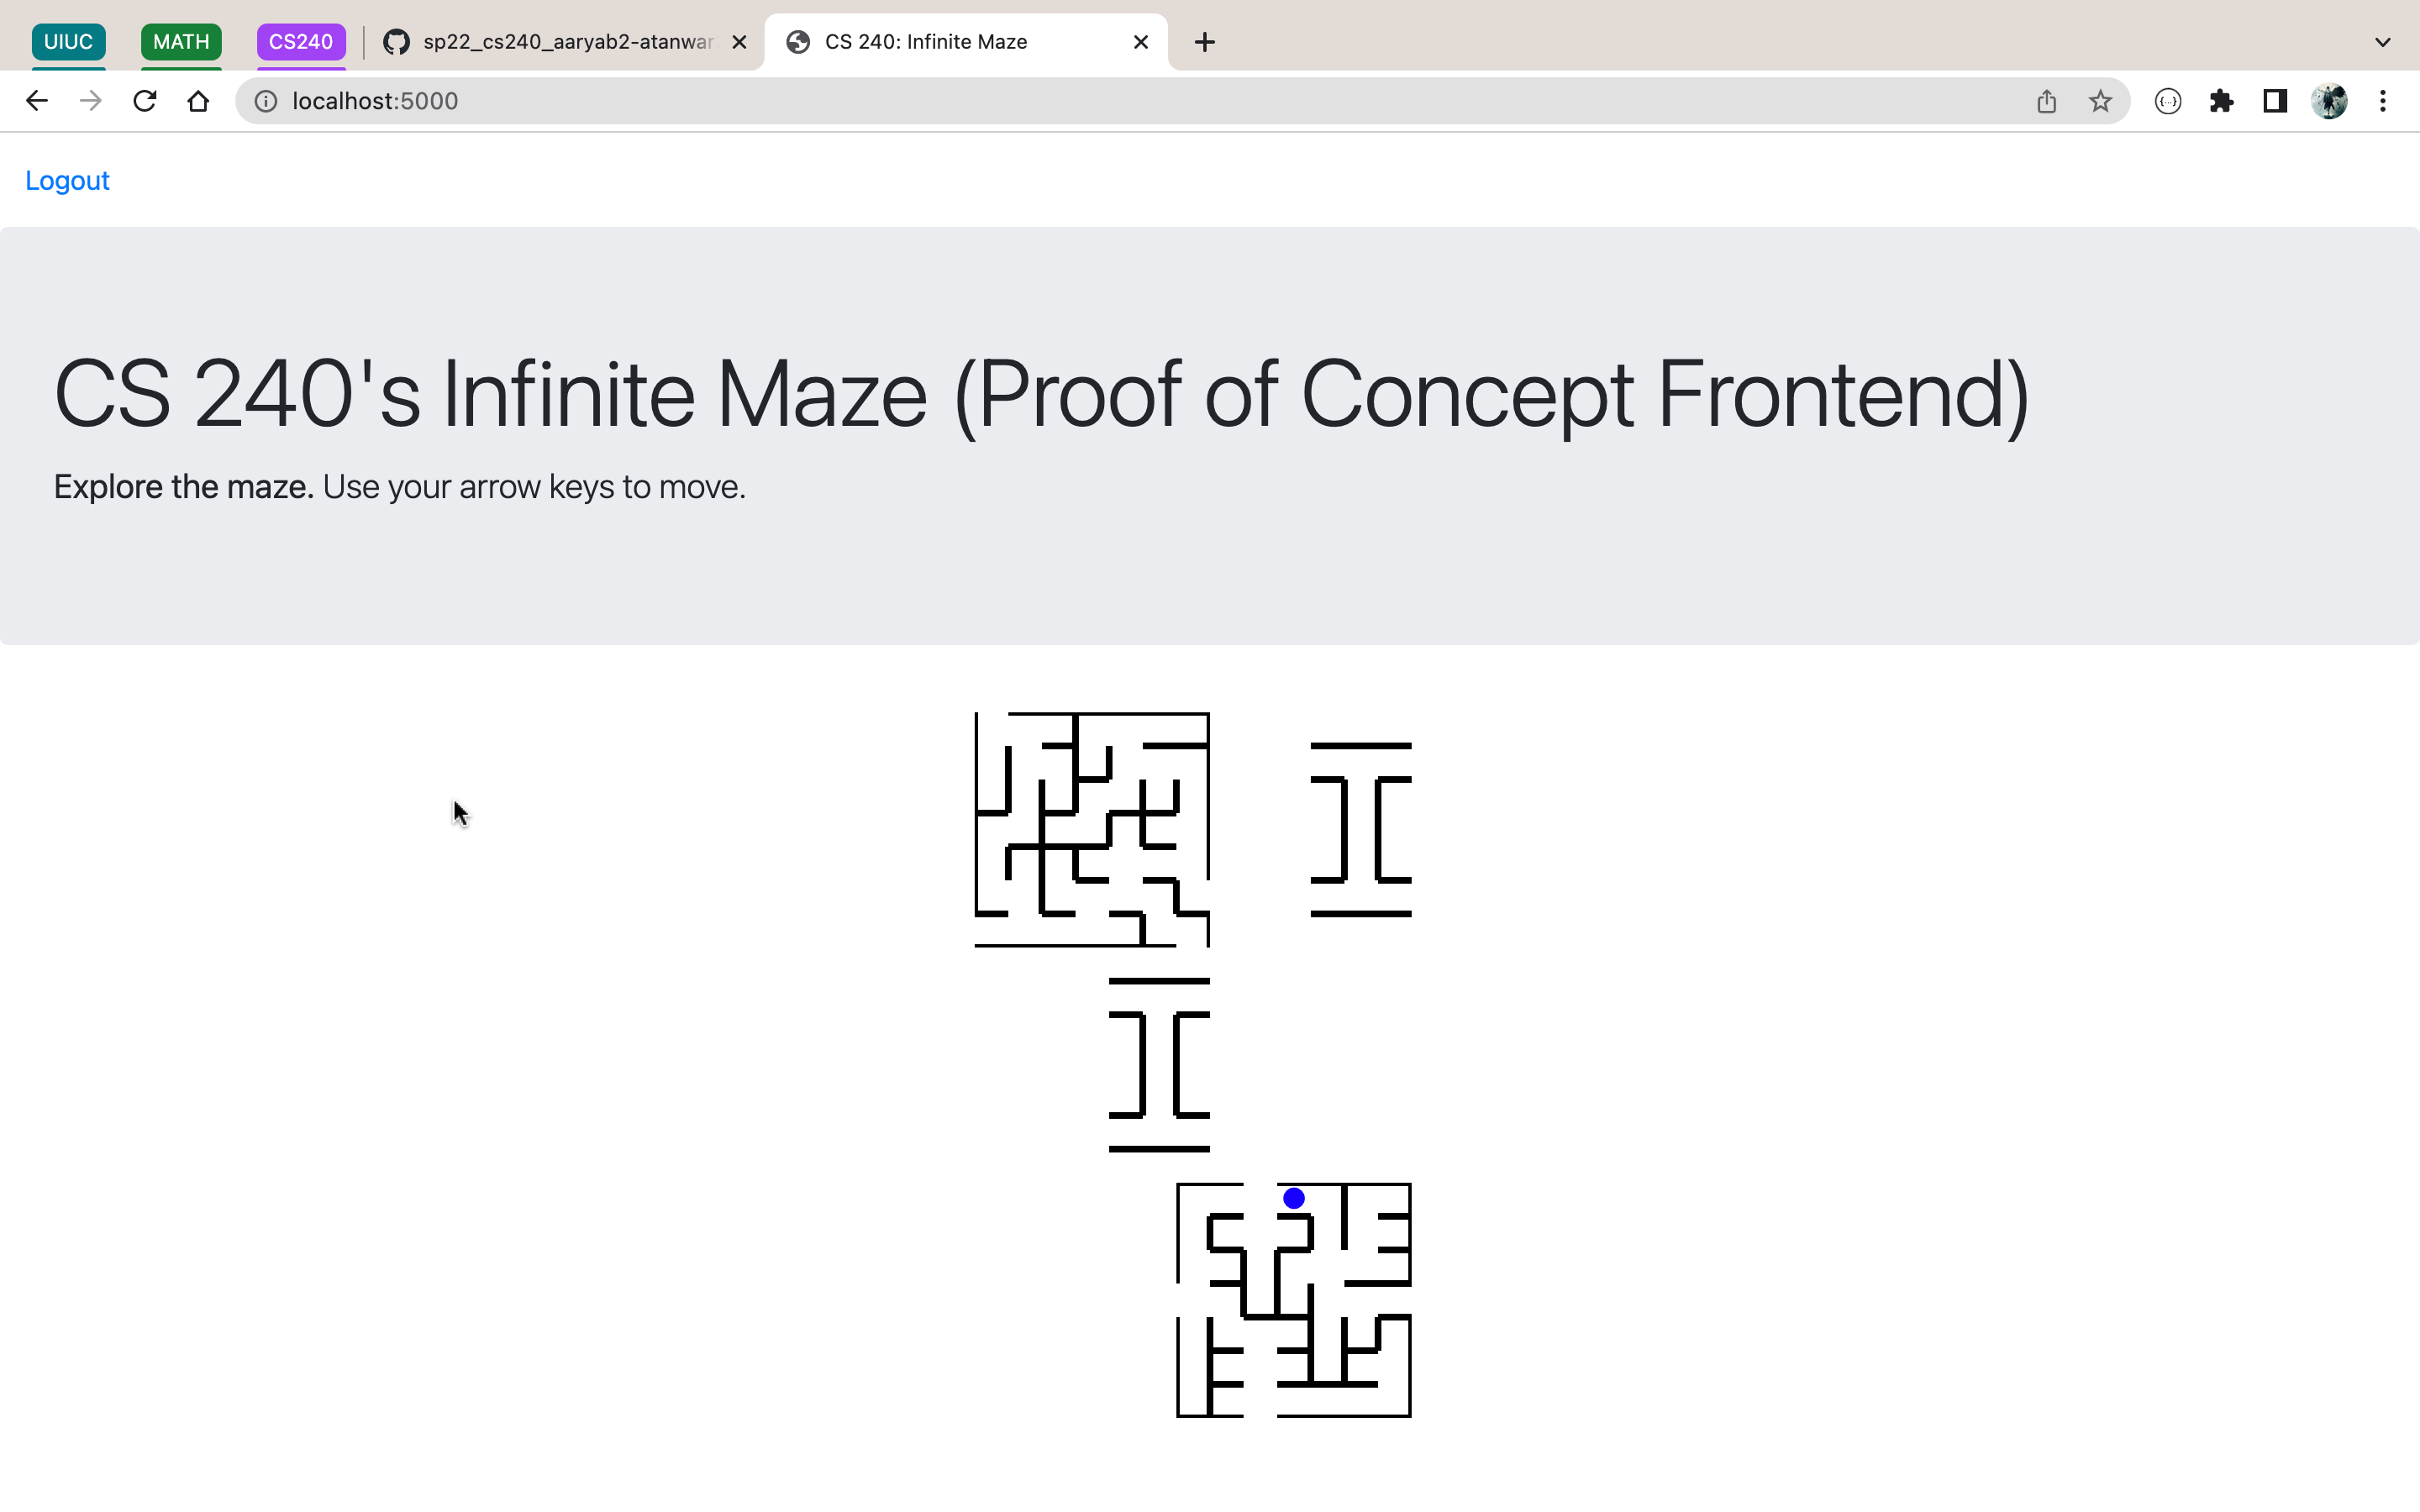 UIUC MATH CS240 sp22_cs240_aaryab2-atanwar CS 240: Infinite Maze
localhost:5000
Logout
CS 240's Infinite Maze (Proof of Concept Frontend)
Explore the maze. Use your arrow keys to move.